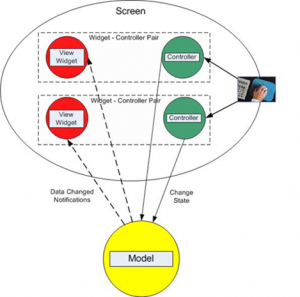 Screen
Widget - Controller Pair
View
Widget
Controller
Widget - Controller Pair
View
Widget
Controller
Data Changed
Notifications
Change
State
Model